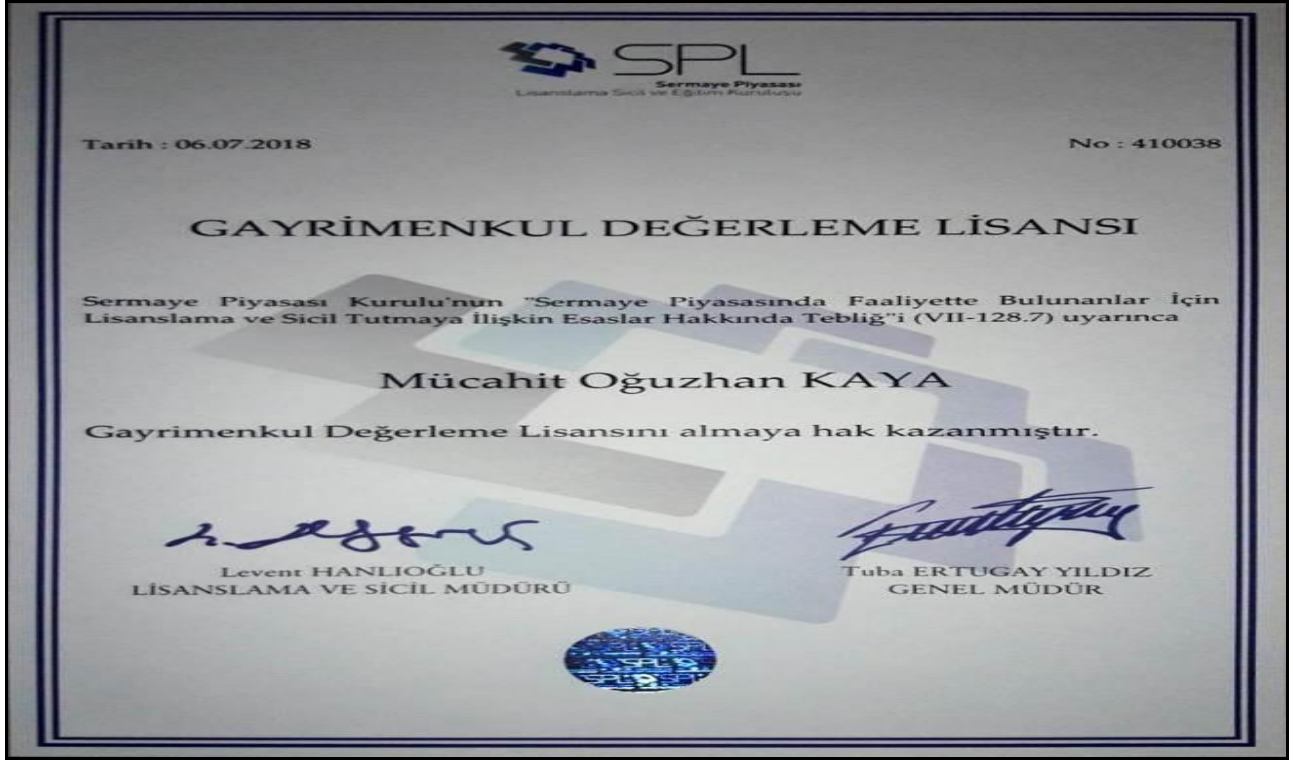 SPL
Sermaye Piyasası
Lisanslama Sicil ve Eğitim Kuruluşu
Tarih : 06.07.2018
No : 410038
GAYRİMENKUL DEĞERLEME LİSANSI
Sermaye Piyasası Kurulu'nun "Sermaye Piyasasında Faaliyette Bulunanlar İçin
Lisanslama ve Sicil Tutmaya İlişkin Esaslar Hakkında Tebliğ"i (VII-128.7) uyarınca
Mücahit Oğuzhan KAYA
Gayrimenkul Değerleme Lisansını almaya hak kazanmıştır.
Levent HANLIOĞLU
LİSANSLAMA VE SİCİL MÜDÜRÜ
Tuba ERTUGAY YILDIZ
GENEL MÜDÜR
SPL
SPL SPL